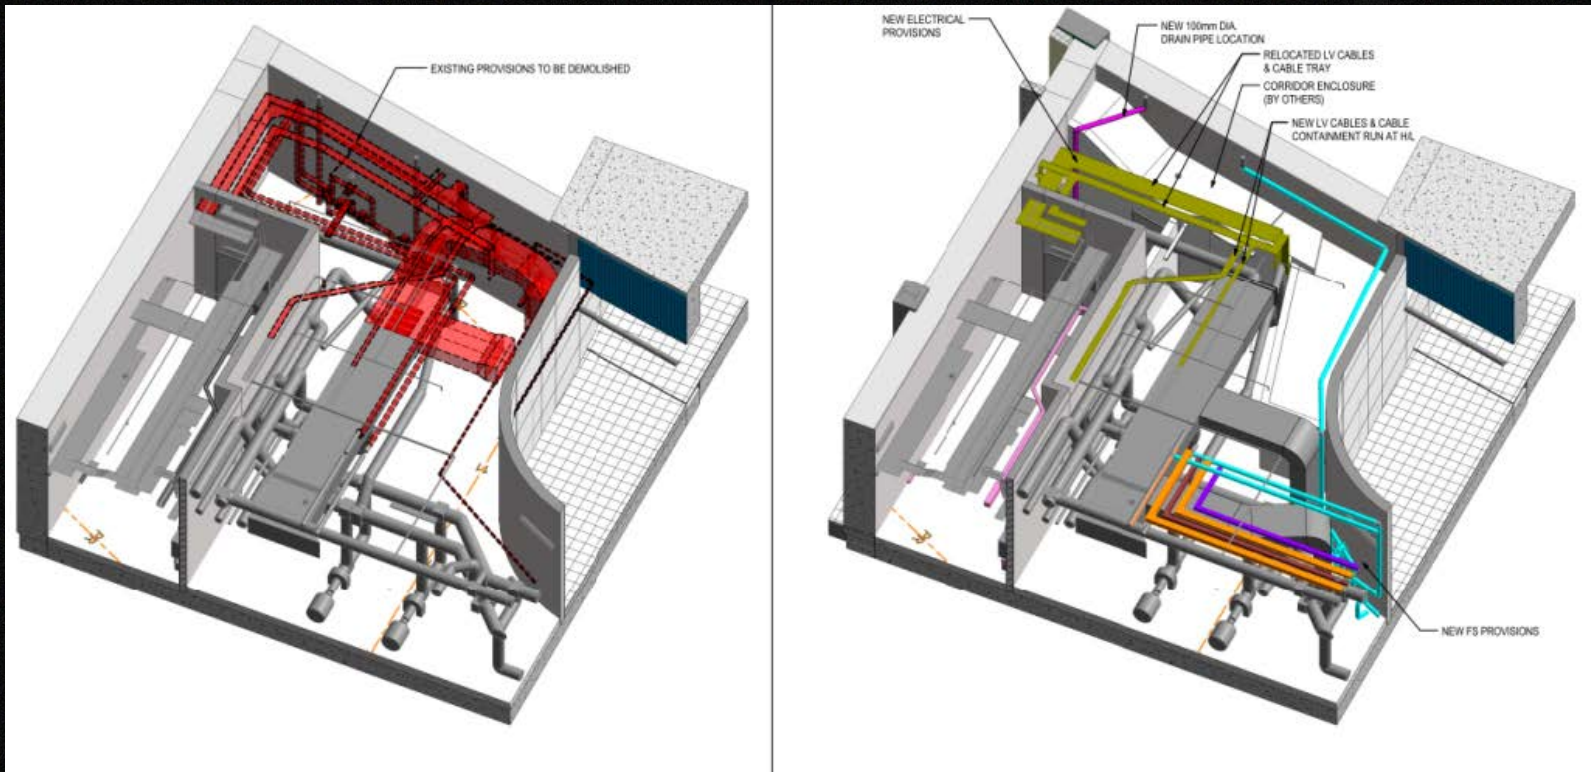 EXISTING PROVISIONS TO BE DEMOLISHED
NEW ELECTRICAL
PROVISIONS
NEW 100mm DIA.
DRAIN PIPE LOCATION
RELOCATED LV CABLES
& CABLE TRAY
CORRIDOR ENCLOSURE
(BY OTHERS)
NEW LV CABLES & CABLE
CONTAINMENT RUN AT H/L
NEW FS PROVISIONS